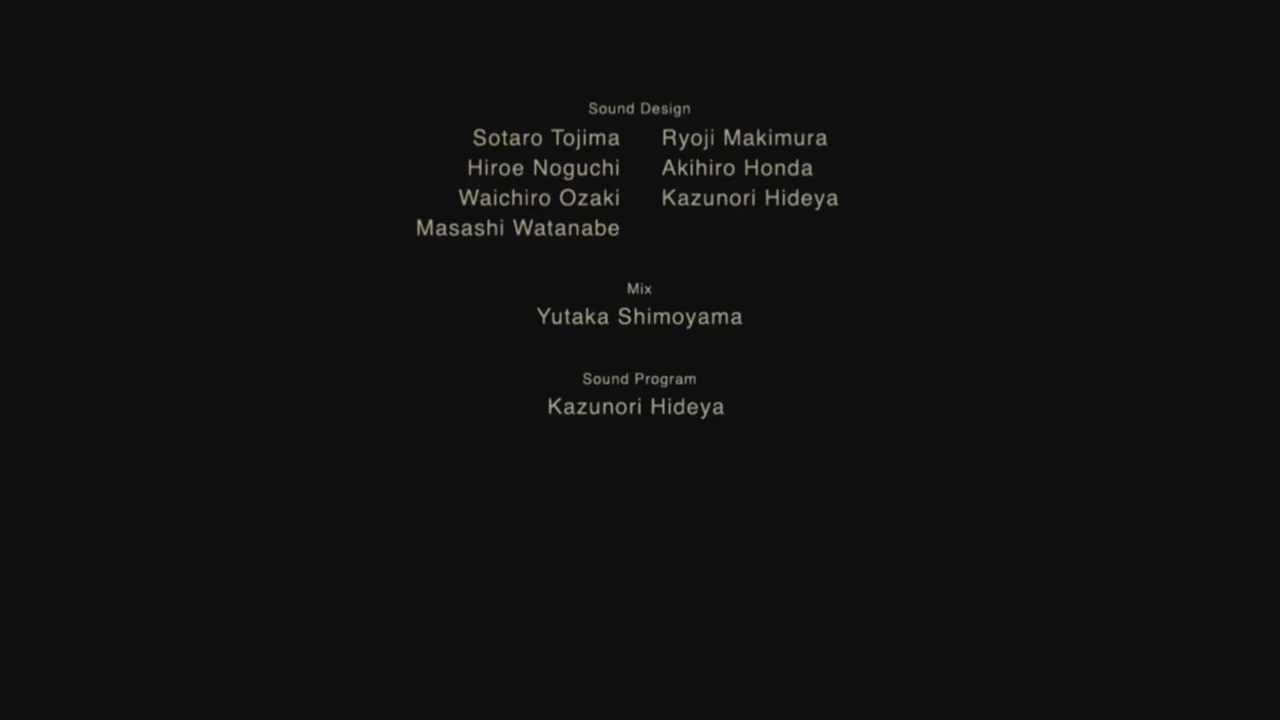 Sound Design
Sotaro Tojima Ryoji Makimura
Hiroe Noguchi Akihiro Honda
Waichiro Ozaki Kazunori Hideya
Masashi Watanabe
Mix
Yutaka Shimoyama
Sound Program
Kazunori Hideya